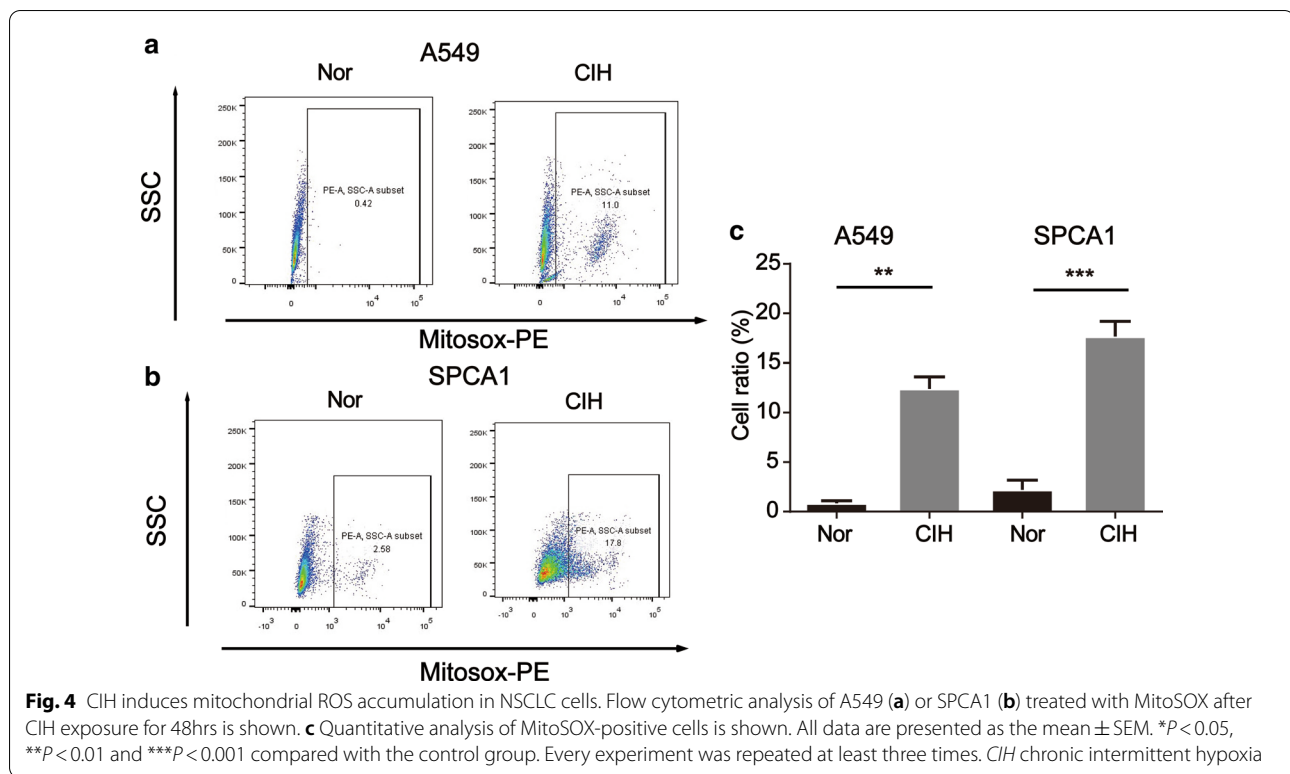 a
A549
Nor
CIH
250K
200K
150K
100K
50K
0
PE-A, SSC-A subset
0.42
0
10^4
10^5
250K
200K
150K
100K
50K
0
PE-A, SSC-A subset
11.0
0
10^4
10^5
SSC
Mitosox-PE
b
SPCA1
Nor
CIH
250K
200K
150K
100K
50K
0
PE-A, SSC-A subset
2.58
-10^3
0
10^3
10^4
10^5
250K
200K
150K
100K
50K
0
PE-A, SSC-A subset
17.8
-10^3
0
10^3
10^4
10^5
SSC
Mitosox-PE
c
A549
SPCA1
25
20
15
10
5
0
Cell ratio (%)
**
***
Nor
CIH
Nor
CIH
Fig. 4 CIH induces mitochondrial ROS accumulation in NSCLC cells. Flow cytometric analysis of A549 (a) or SPCA1 (b) treated with MitoSOX after
CIH exposure for 48hrs is shown. c Quantitative analysis of MitoSOX-positive cells is shown. All data are presented as the mean ± SEM. *P < 0.05,
**P < 0.01 and ***P < 0.001 compared with the control group. Every experiment was repeated at least three times. CIH chronic intermittent hypoxia